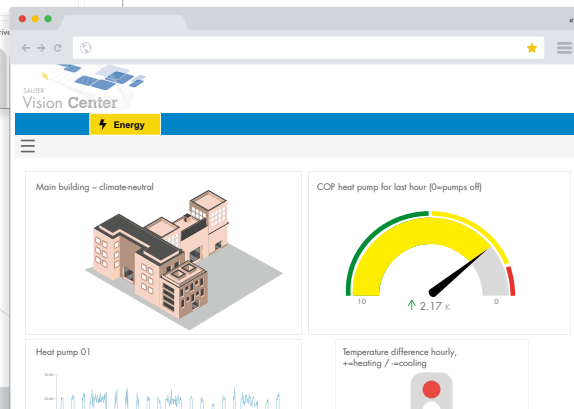 rive
SAUTER
Vision Center
Energy
Main building – climate-neutral
COP heat pump for last hour (0=pumps off)
10
0
2.17 K
Heat pump 01
Temperature difference hourly,
+=heating / -=cooling